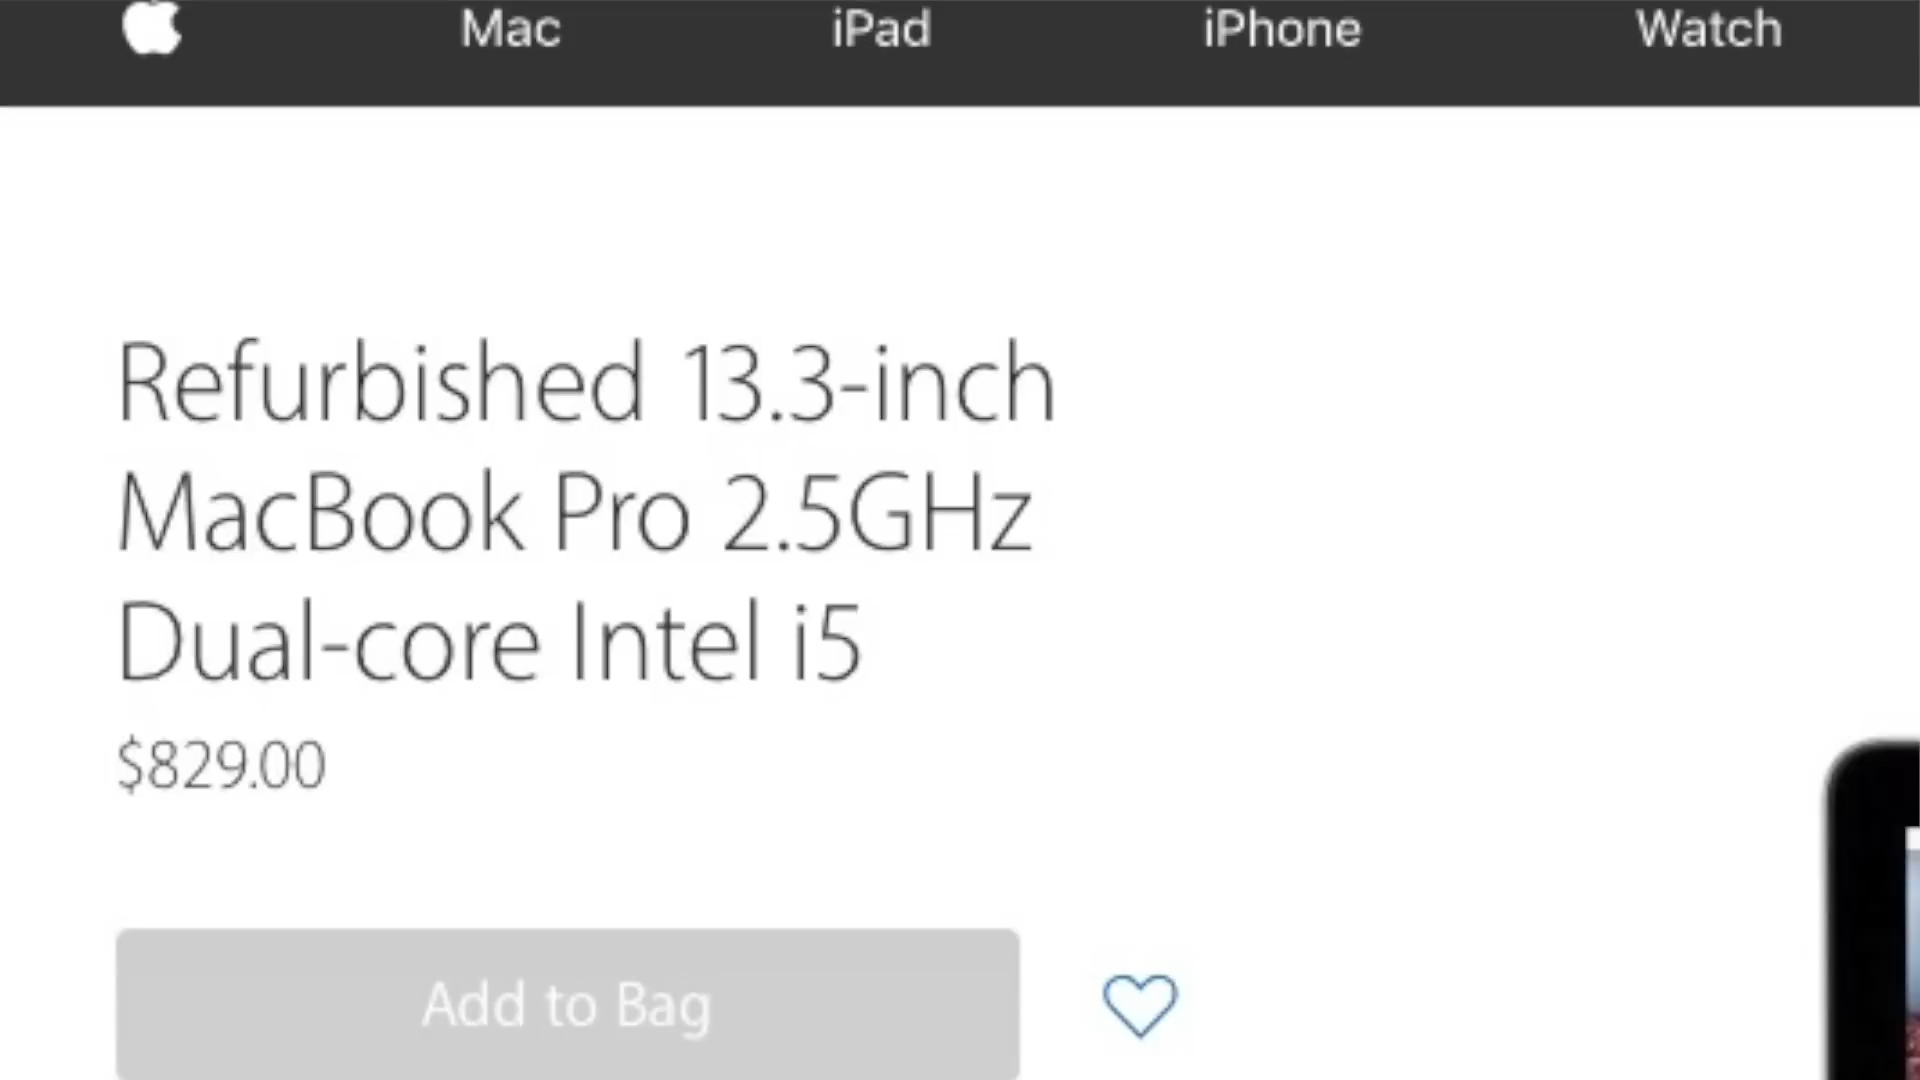 Mac iPad iPhone Watch
Refurbished 13.3-inch
MacBook Pro 2.5GHz
Dual-core Intel i5
$829.00
Add to Bag